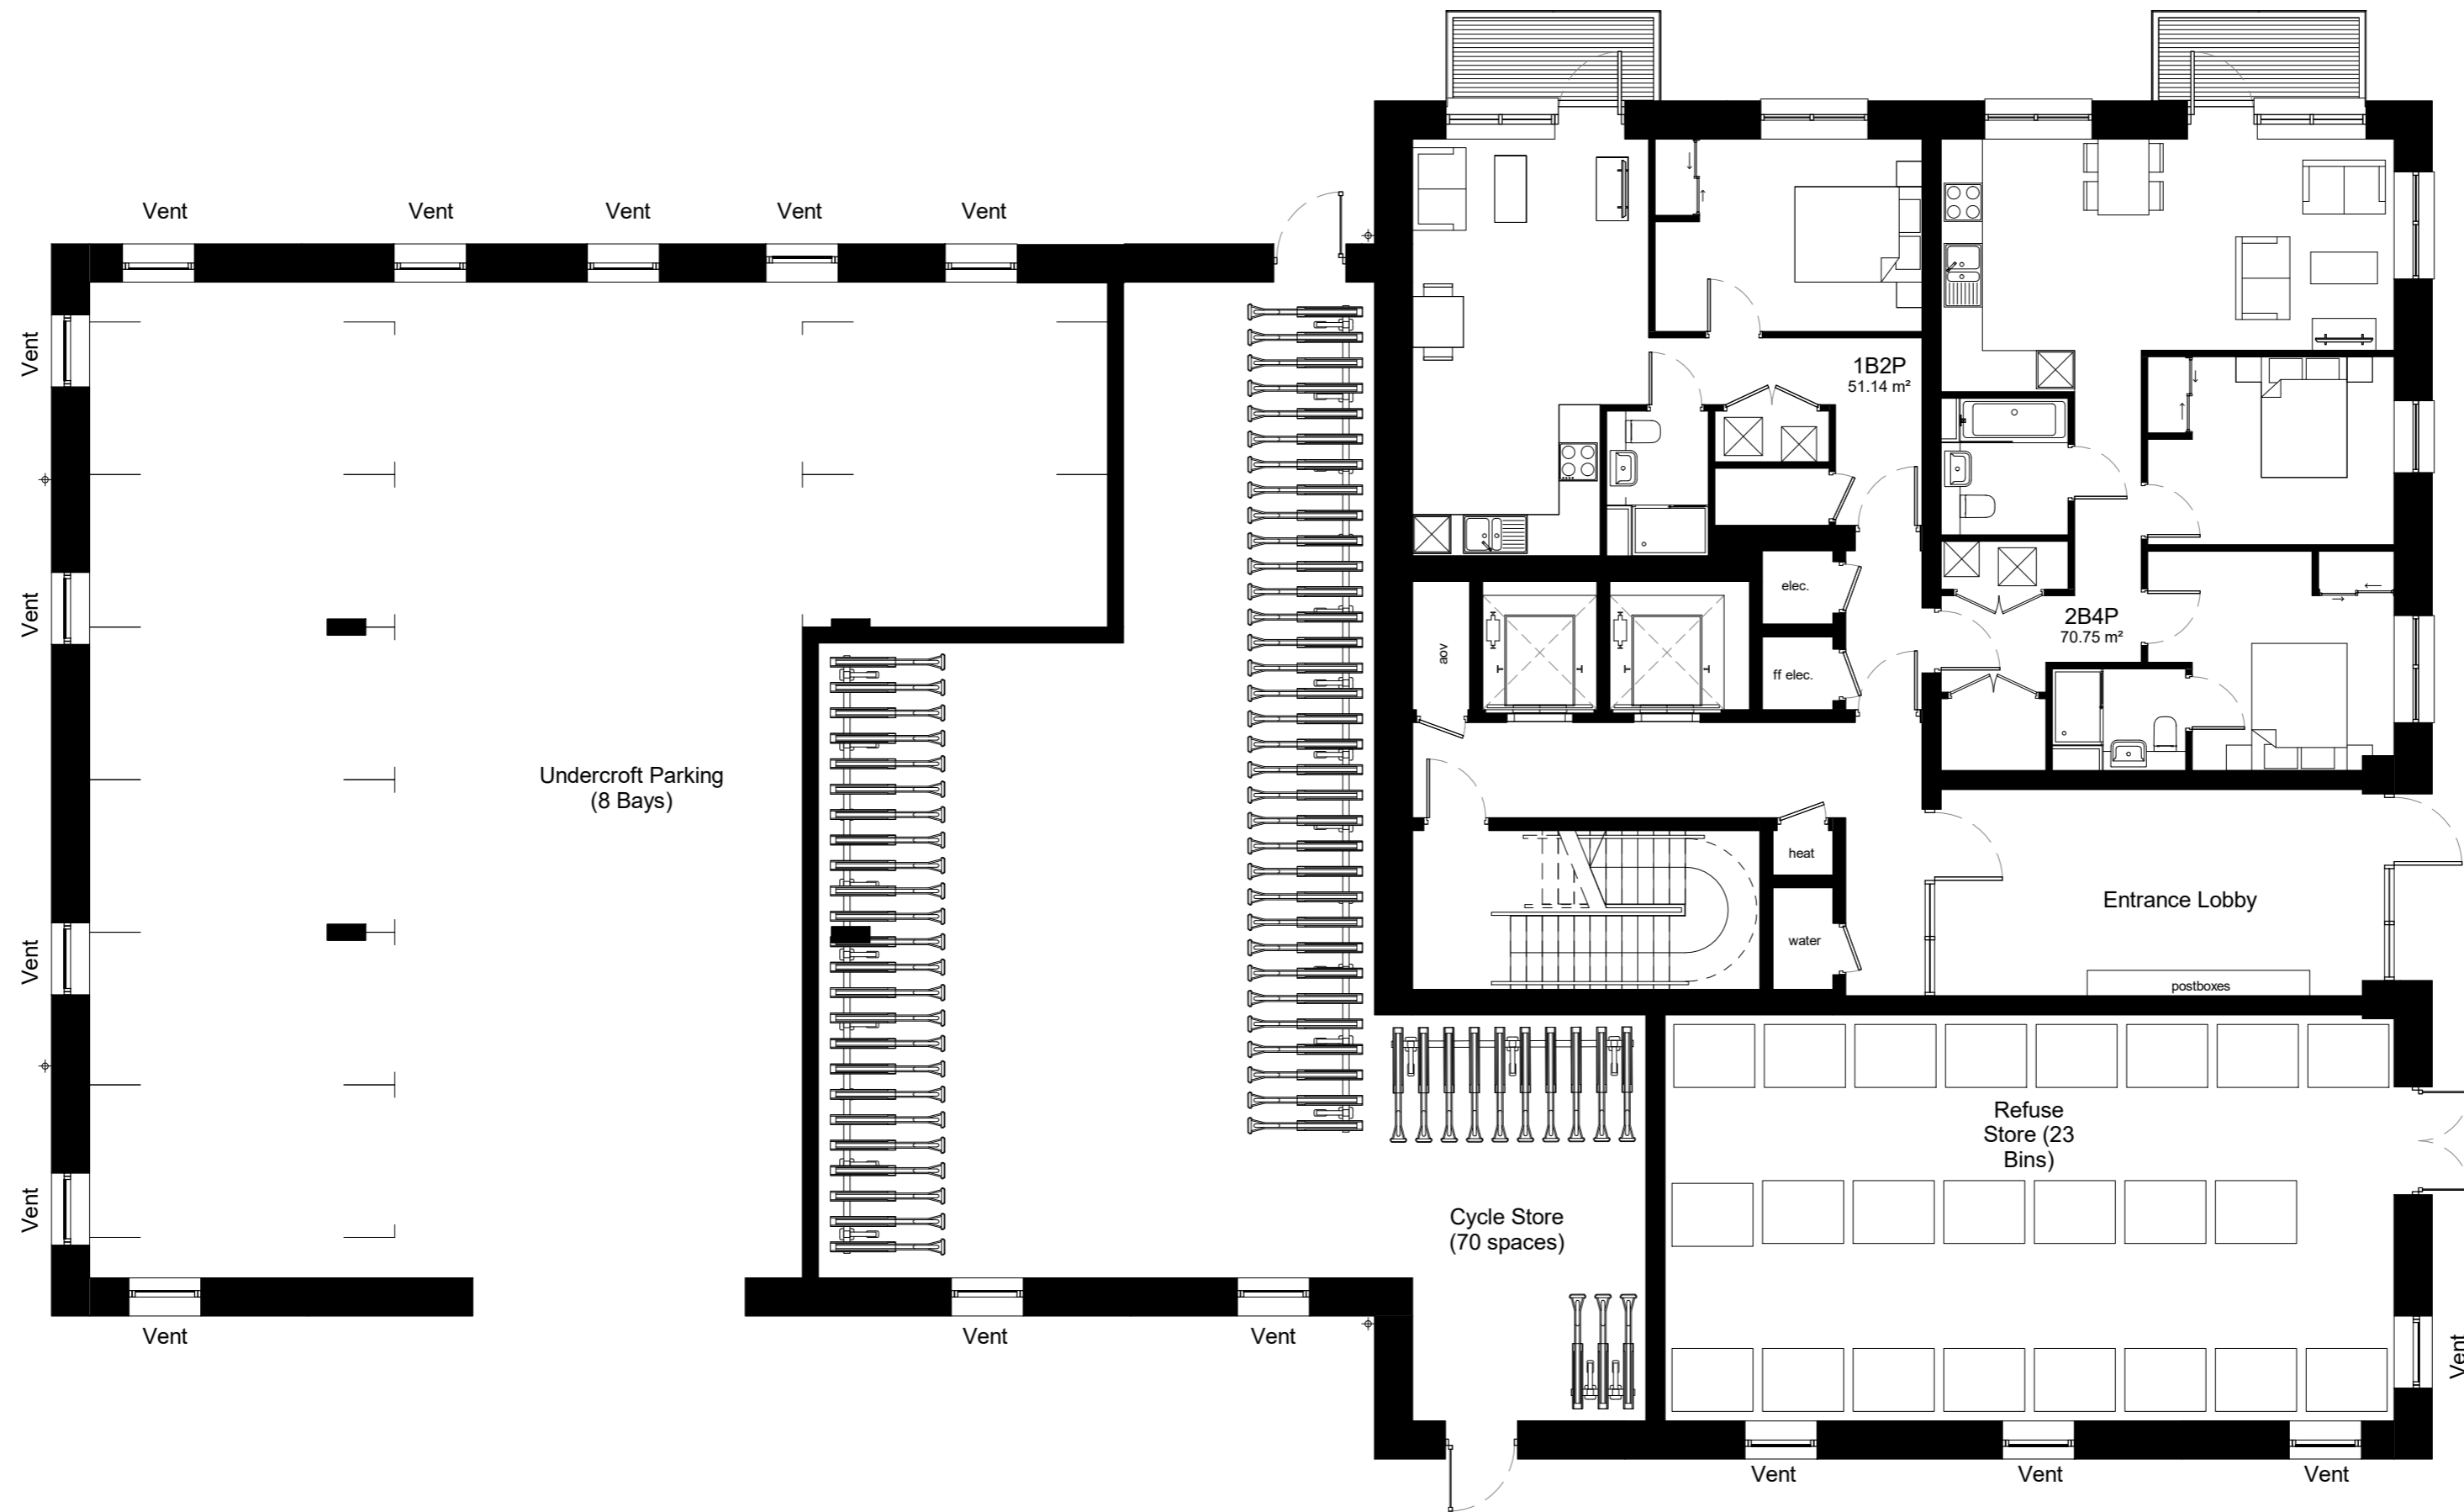 Vent
Vent
Vent
Vent
Vent
Vent
Vent
Vent
Vent
1B2P
51.14 m²
2B4P
70.75 m²
elec.
ff elec.
aov
Undercroft Parking
(8 Bays)
heat
water
Entrance Lobby
postboxes
Refuse
Store (23
Bins)
Cycle Store
(70 spaces)
Vent
Vent
Vent
Vent
Vent
Vent
Vent